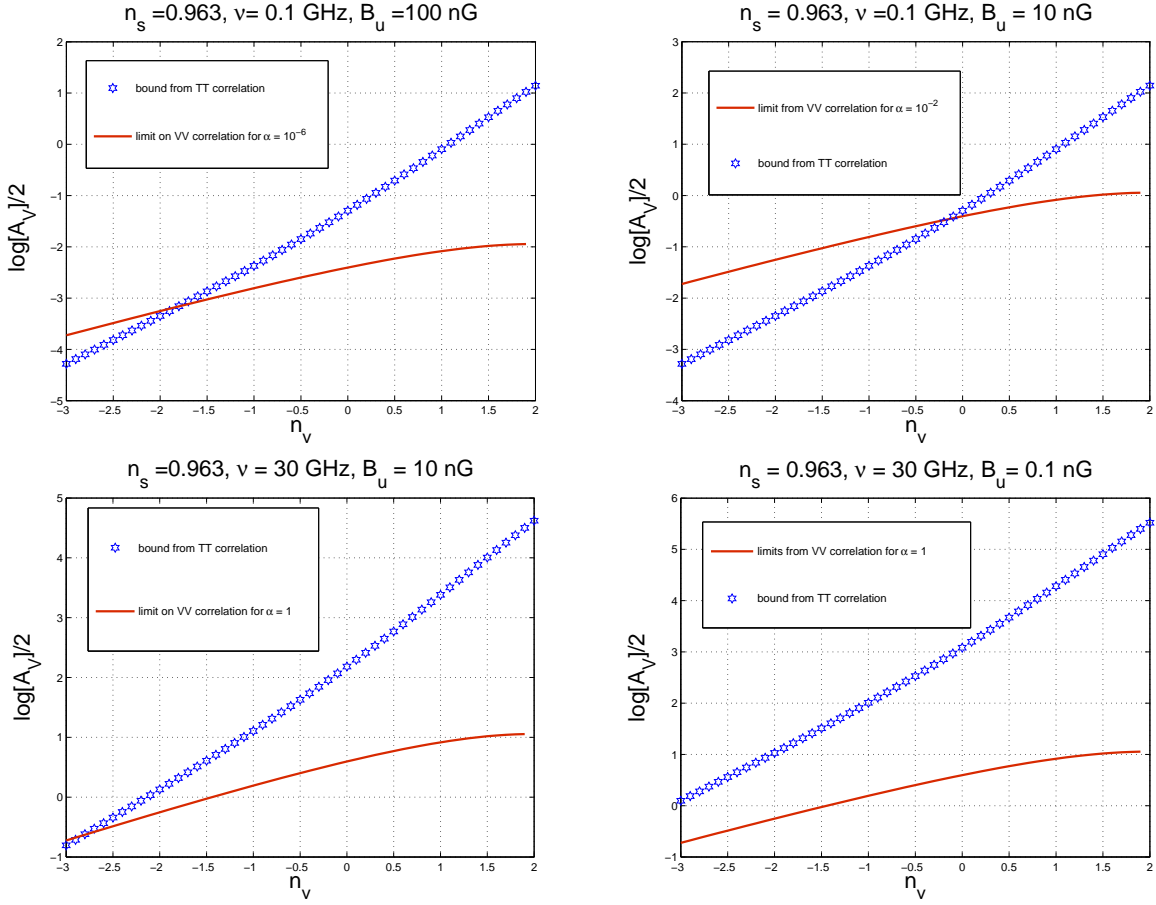 n_s =0.963, ν= 0.1 GHz, B_u =100 nG
log[A_V]/2
2
1
0
−1
−2
−3
−4
−5
bound from TT correlation
limit on VV correlation for α = 10^−6
−3 −2.5 −2 −1.5 −1 −0.5 0 0.5 1 1.5 2
n_v
n_s = 0.963, ν =0.1 GHz, B_u = 10 nG
log[A_V]/2
3
2
1
0
−1
−2
−3
−4
limit from VV correlation for α = 10^−2
bound from TT correlation
−3 −2.5 −2 −1.5 −1 −0.5 0 0.5 1 1.5 2
n_v
n_s =0.963, ν = 30 GHz, B_u = 10 nG
log[A_V]/2
5
4
3
2
1
0
−1
bound from TT correlation
limit on VV correlation for α = 1
−3 −2.5 −2 −1.5 −1 −0.5 0 0.5 1 1.5 2
n_v
n_s = 0.963, ν = 30 GHz, B_u = 0.1 nG
log[A_V]/2
6
5
4
3
2
1
0
−1
limits from VV correlation for α = 1
bound from TT correlation
−3 −2.5 −2 −1.5 −1 −0.5 0 0.5 1 1.5 2
n_v